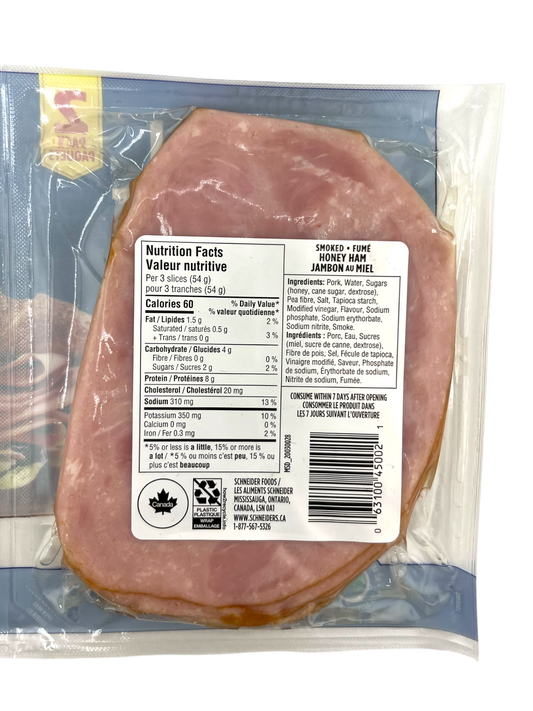 2
PACK
PAQUETS
Nutrition Facts
Valeur nutritive
Per 3 slices (54 g)
pour 3 tranches (54 g)
Calories 60
% Daily Value*
% valeur quotidienne*
Fat / Lipides 1.5 g 2 %
Saturated / saturés 0.5 g
+ Trans / trans 0 g 3 %
Carbohydrate / Glucides 4 g
Fibre / Fibres 0 g 0 %
Sugars / Sucres 2 g 2 %
Protein / Protéines 8 g
Cholesterol / Cholestérol 20 mg
Sodium 310 mg 13 %
Potassium 350 mg 10 %
Calcium 0 mg 0 %
Iron / Fer 0.3 mg 2 %
*5% or less is a little, 15% or more is
a lot / *5 % ou moins c'est peu, 15 % ou
plus c'est beaucoup
SMOKED • FUMÉ
HONEY HAM
JAMBON AU MIEL
Ingredients: Pork, Water, Sugars
(honey, cane sugar, dextrose),
Pea fibre, Salt, Tapioca starch,
Modified vinegar, Flavour, Sodium
phosphate, Sodium erythorbate,
Sodium nitrite, Smoke.
Ingrédients : Porc, Eau, Sucres
(miel, sucre de canne, dextrose),
Fibre de pois, Sel, Fécule de tapioca,
Vinaigre modifié, Saveur, Phosphate
de sodium, Érythorbate de sodium,
Nitrite de sodium, Fumée.
CONSUME WITHIN 7 DAYS AFTER OPENING
CONSOMMER LE PRODUIT DANS
LES 7 JOURS SUIVANT L'OUVERTURE
MSD_20030028
0 63100 45002 1
Canada
PLASTIC
PLASTIQUE
WRAP
EMBALLAGE
how2recycle.info
SCHNEIDER FOODS /
LES ALIMENTS SCHNEIDER
MISSISSAUGA, ONTARIO,
CANADA, L5N 0A1
WWW.SCHNEIDERS.CA
1-877-567-5326